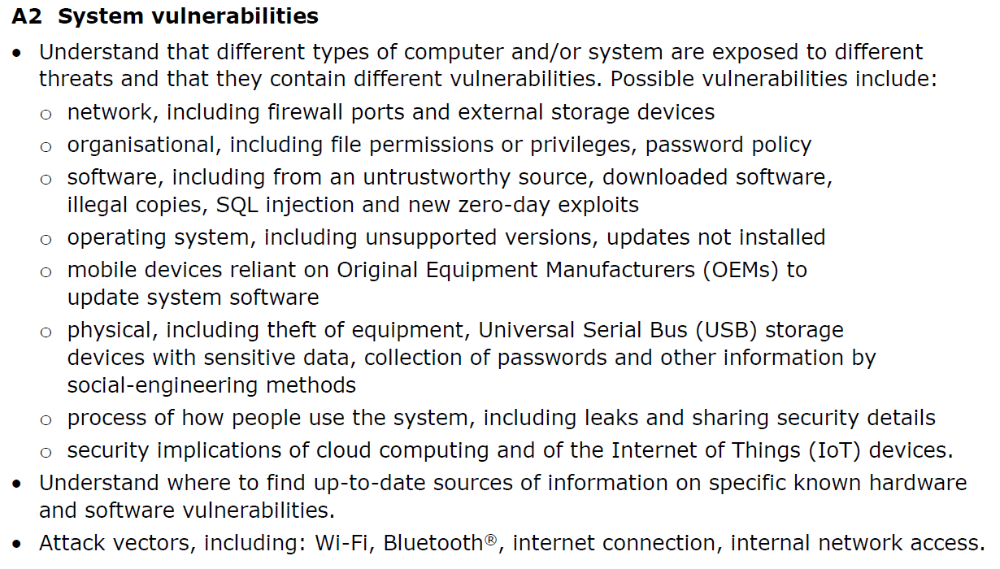 A2 System vulnerabilities
• Understand that different types of computer and/or system are exposed to different
threats and that they contain different vulnerabilities. Possible vulnerabilities include:
o network, including firewall ports and external storage devices
o organisational, including file permissions or privileges, password policy
o software, including from an untrustworthy source, downloaded software,
illegal copies, SQL injection and new zero-day exploits
o operating system, including unsupported versions, updates not installed
o mobile devices reliant on Original Equipment Manufacturers (OEMs) to
update system software
o physical, including theft of equipment, Universal Serial Bus (USB) storage
devices with sensitive data, collection of passwords and other information by
social-engineering methods
o process of how people use the system, including leaks and sharing security details
o security implications of cloud computing and of the Internet of Things (IoT) devices.
• Understand where to find up-to-date sources of information on specific known hardware
and software vulnerabilities.
• Attack vectors, including: Wi-Fi, Bluetooth®, internet connection, internal network access.